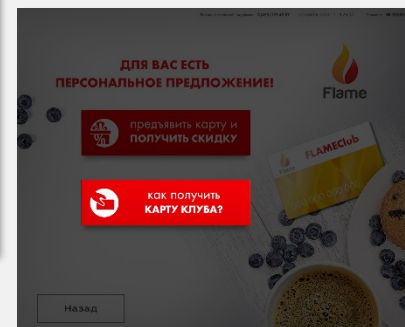 ДЛЯ ВАС ЕСТЬ
ПЕРСОНАЛЬНОЕ ПРЕДЛОЖЕНИЕ!
Flame
предъявить карту и
ПОЛУЧИТЬ СКИДКУ
FLAMEClub
как получить
КАРТУ КЛУБА?
Назад